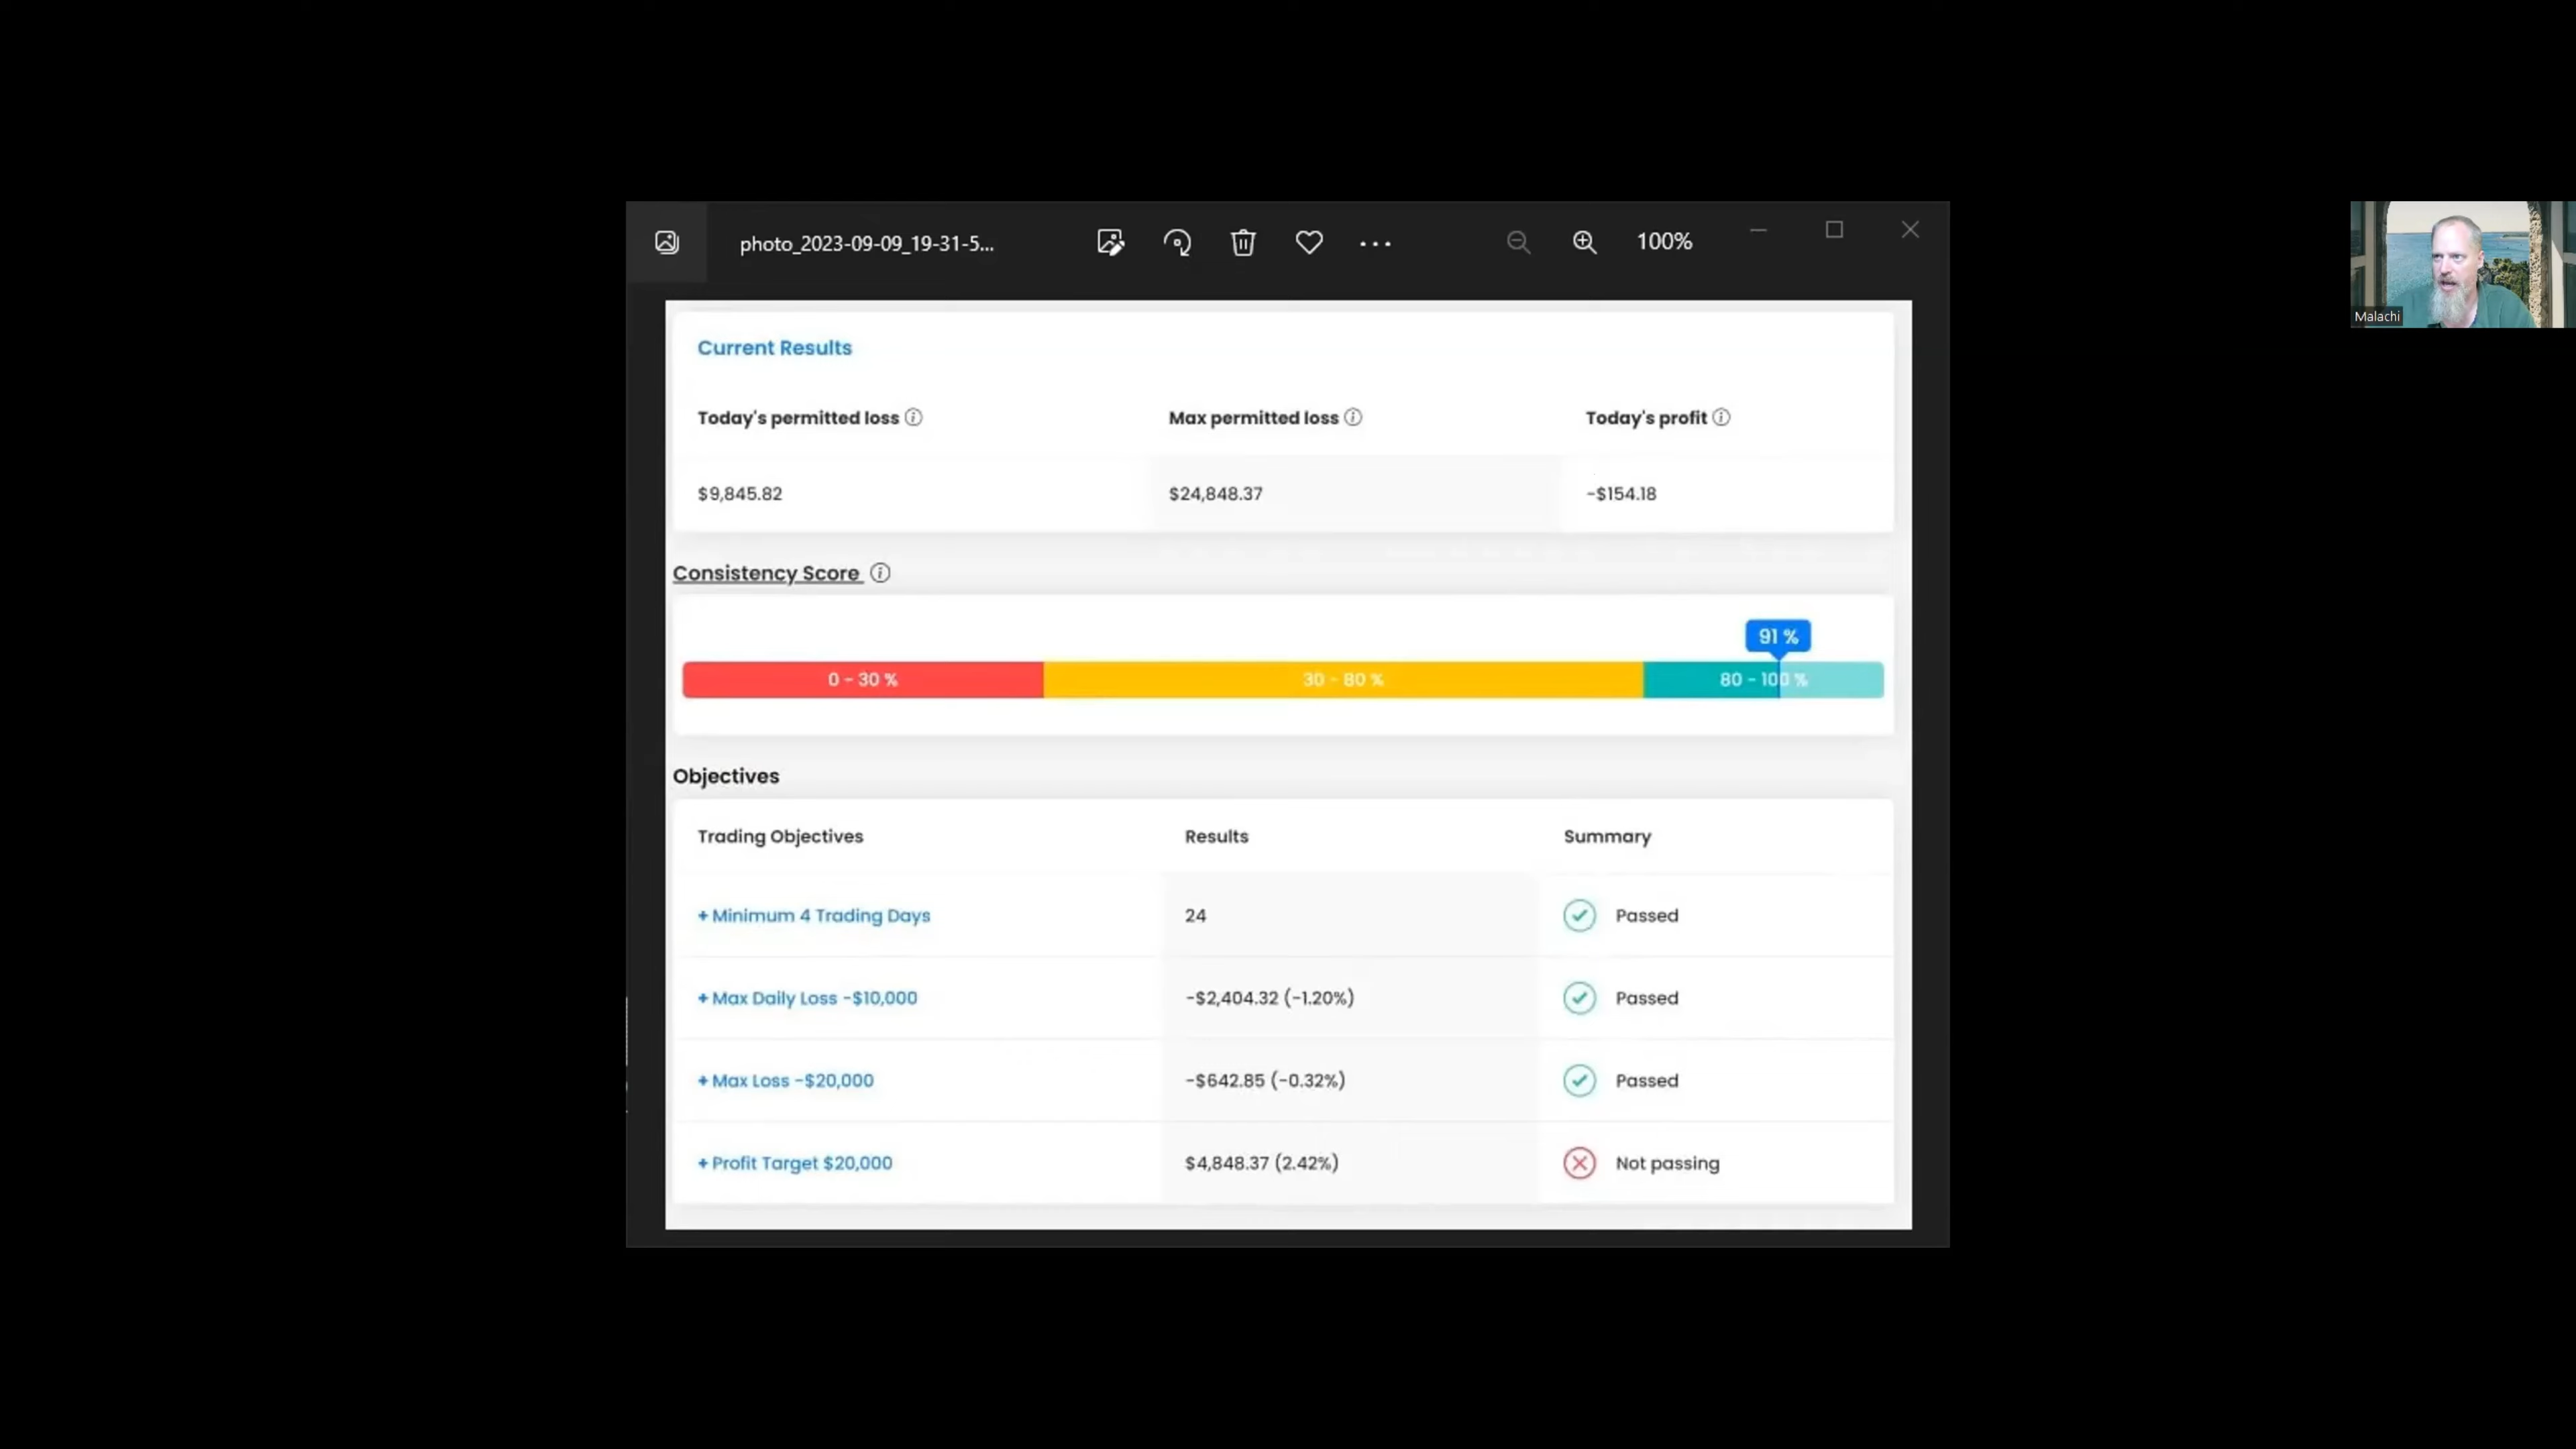 photo_2023-09-09_19-31-5...
100%
Malachi
Current Results
Today's permitted loss
Max permitted loss
Today's profit
$9,845.82
$24,848.37
-$154.18
Consistency Score
91 %
0 - 30 %
30 - 80 %
80 - 100 %
Objectives
Trading Objectives
Results
Summary
+ Minimum 4 Trading Days
24
Passed
+ Max Daily Loss -$10,000
-$2,404.32 (-1.20%)
Passed
+ Max Loss -$20,000
-$642.85 (-0.32%)
Passed
+ Profit Target $20,000
$4,848.37 (2.42%)
Not passing